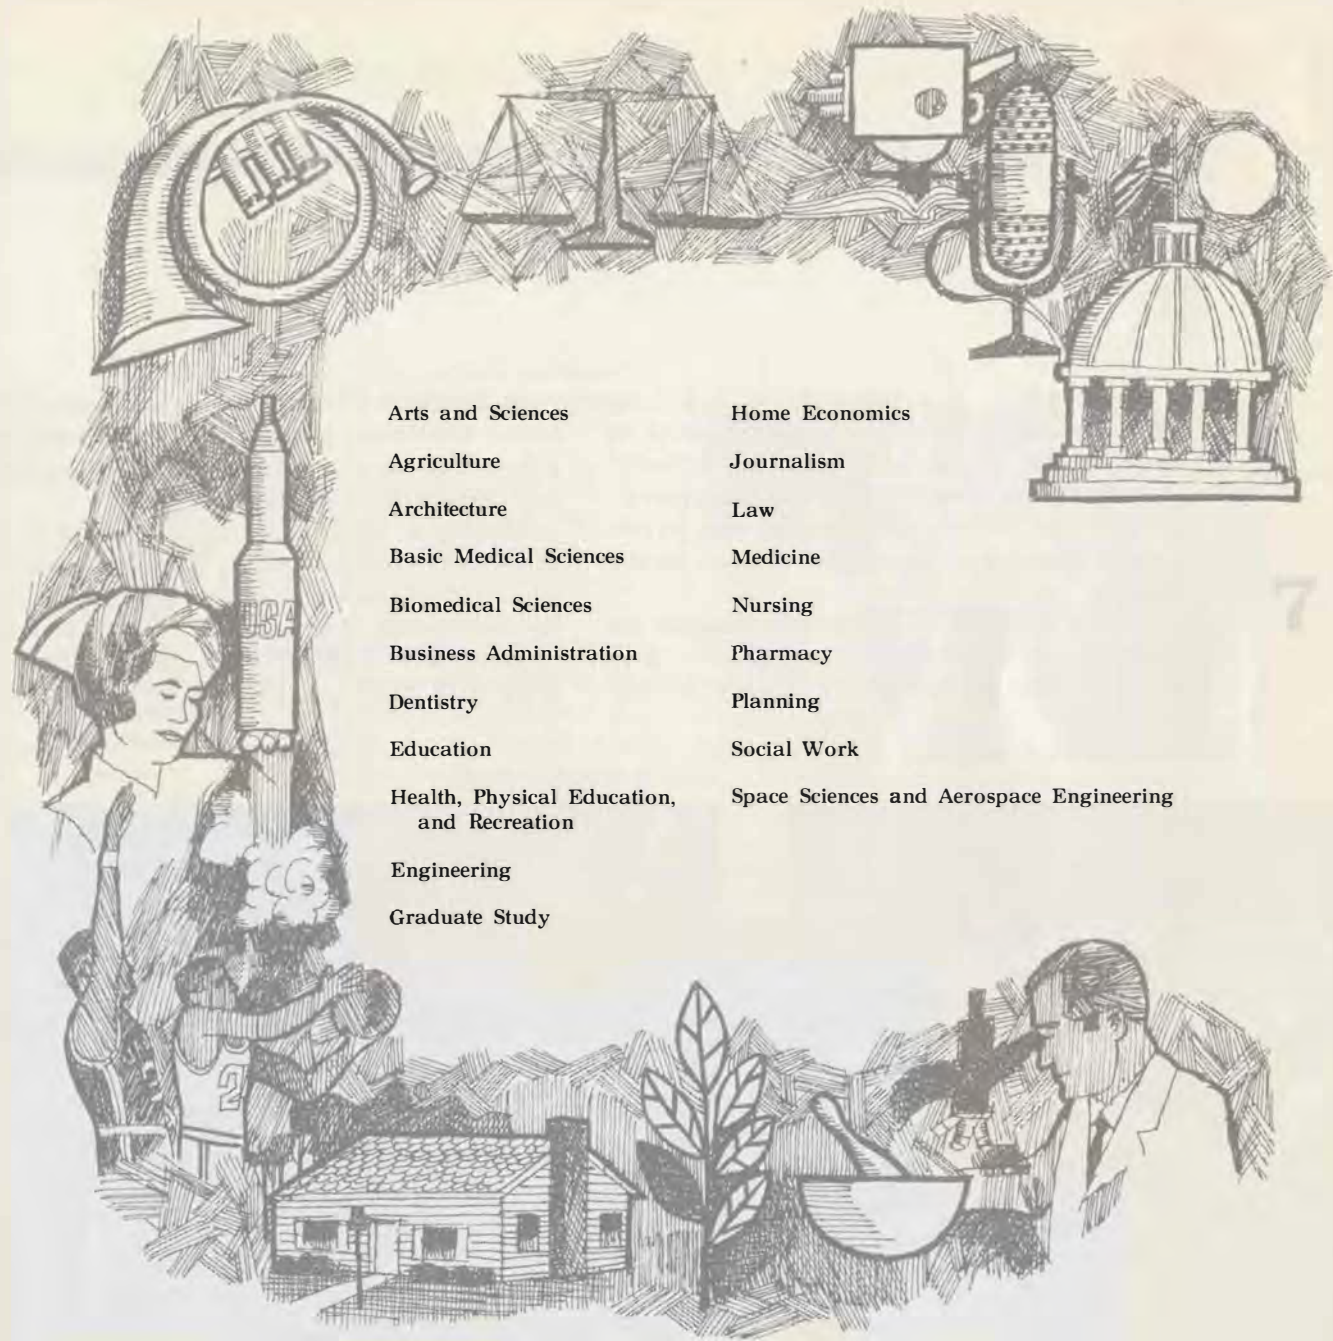 Arts and Sciences
Agriculture
Architecture
Basic Medical Sciences
Biomedical Sciences
Business Administration
Dentistry
Education
Health, Physical Education,
and Recreation
Engineering
Graduate Study
Home Economics
Journalism
Law
Medicine
Nursing
Pharmacy
Planning
Social Work
Space Sciences and Aerospace Engineering
USA
2
7